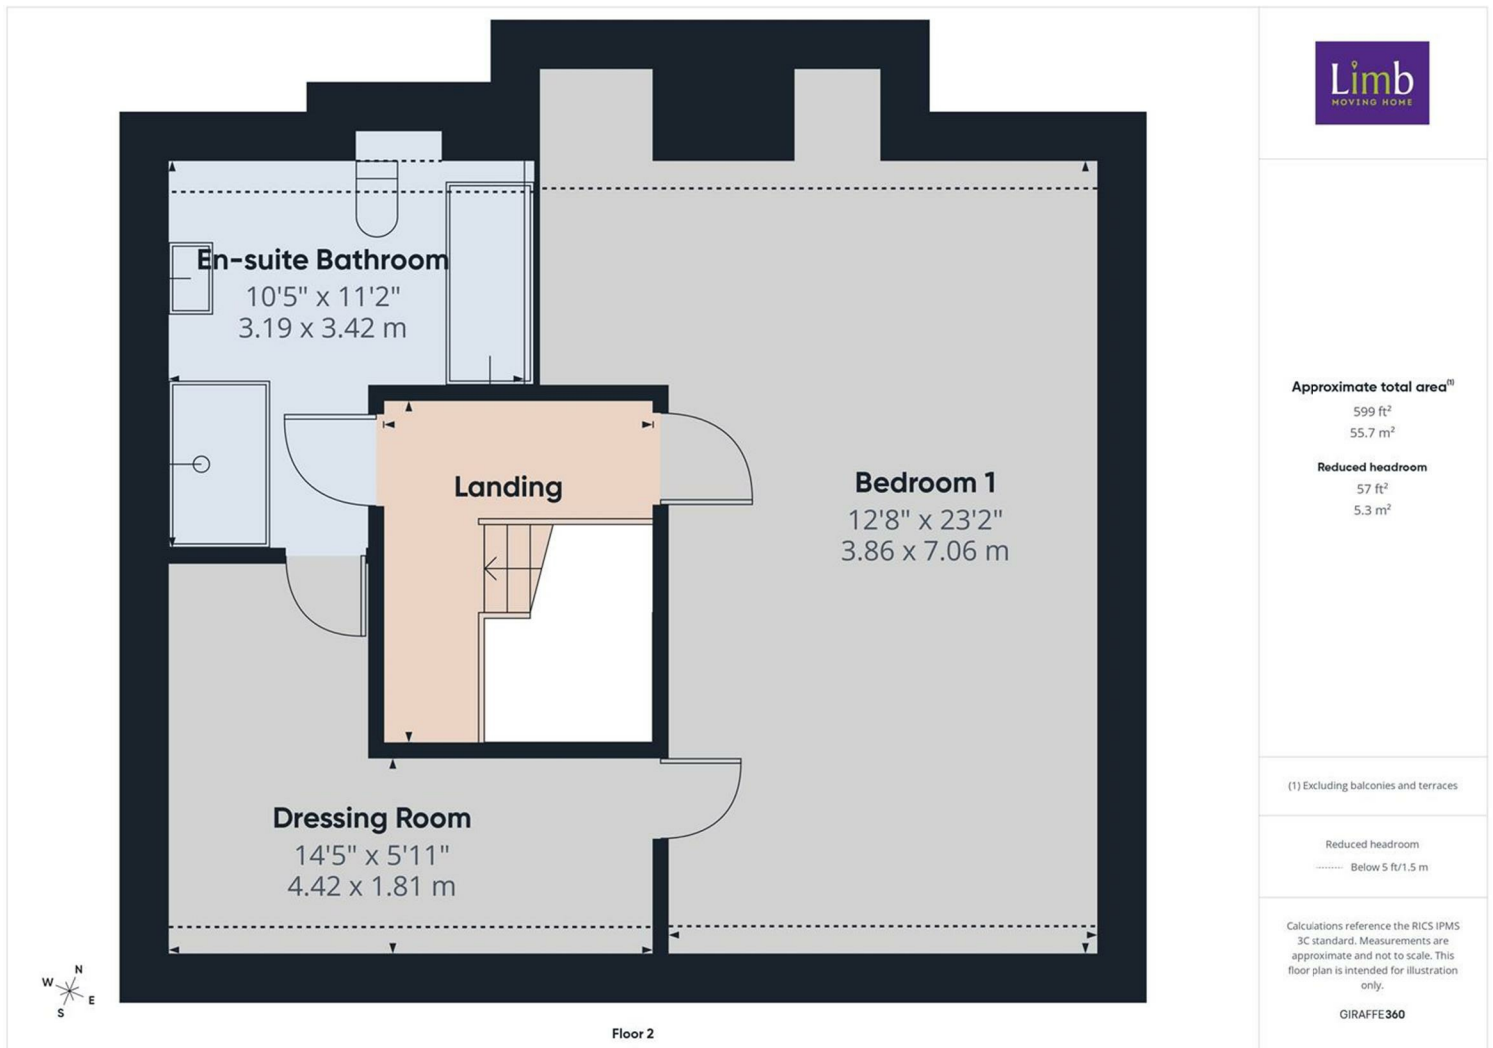 Limb
MOVING HOME
En-suite Bathroom
10'5" x 11'2"
3.19 x 3.42 m
Landing
Bedroom 1
12'8" x 23'2"
3.86 x 7.06 m
Dressing Room
14'5" x 5'11"
4.42 x 1.81 m
N
W
E
S
Floor 2
Approximate total area(1)
599 ft²
55.7 m²
Reduced headroom
57 ft²
5.3 m²
(1) Excluding balconies and terraces
Reduced headroom
Below 5 ft/1.5 m
Calculations reference the RICS IPMS
3C standard. Measurements are
approximate and not to scale. This
floor plan is intended for illustration
only.
GIRAFFE360